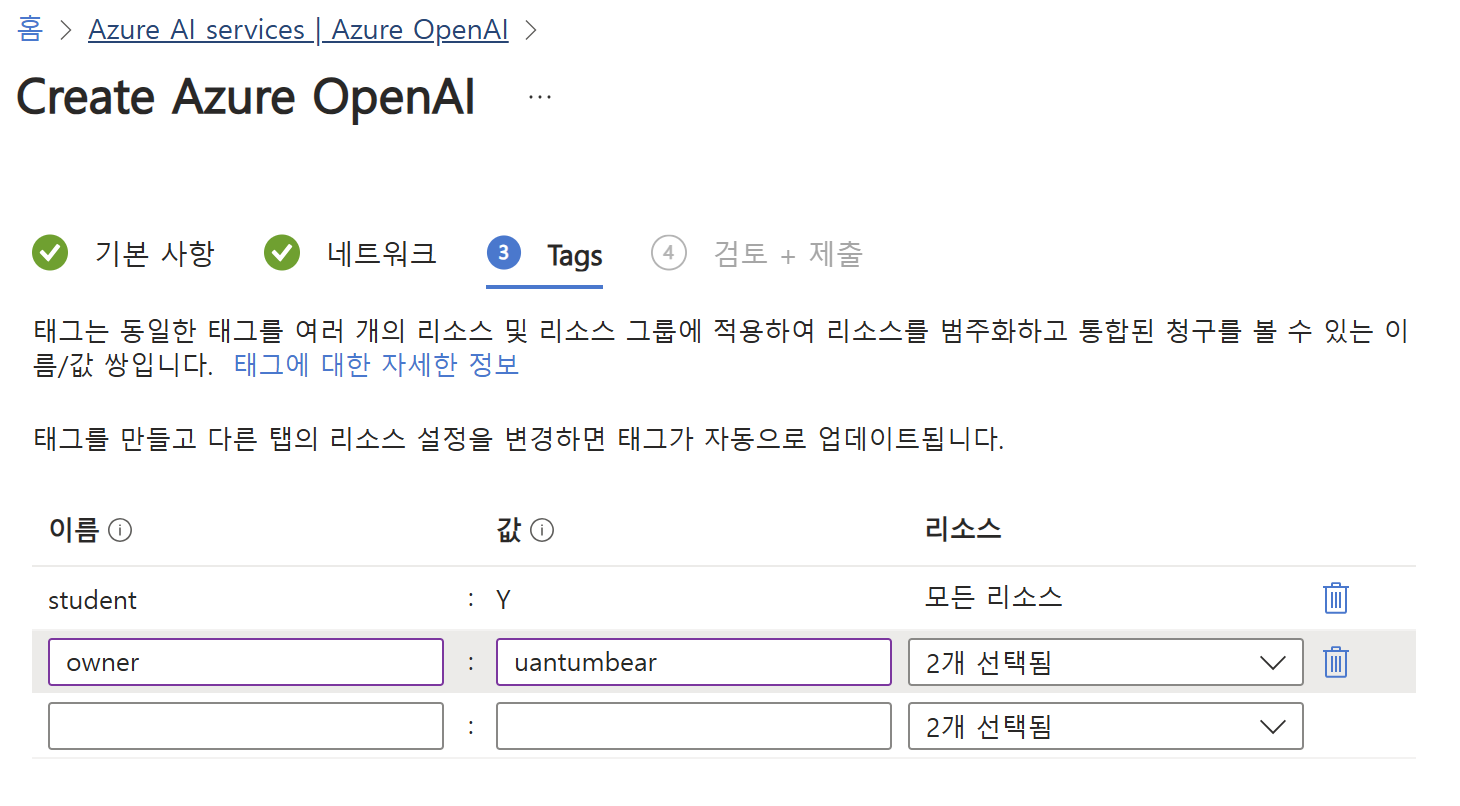 홈 > Azure AI services | Azure OpenAI >
Create Azure OpenAI ...
기본 사항 네트워크 3 Tags 4 검토 + 제출
태그는 동일한 태그를 여러 개의 리소스 및 리소스 그룹에 적용하여 리소스를 범주화하고 통합된 청구를 볼 수 있는 이
름/값 쌍입니다. 태그에 대한 자세한 정보
태그를 만들고 다른 탭의 리소스 설정을 변경하면 태그가 자동으로 업데이트됩니다.
이름 값 리소스
student : Y 모든 리소스
owner : uantumbear 2개 선택됨
: 2개 선택됨